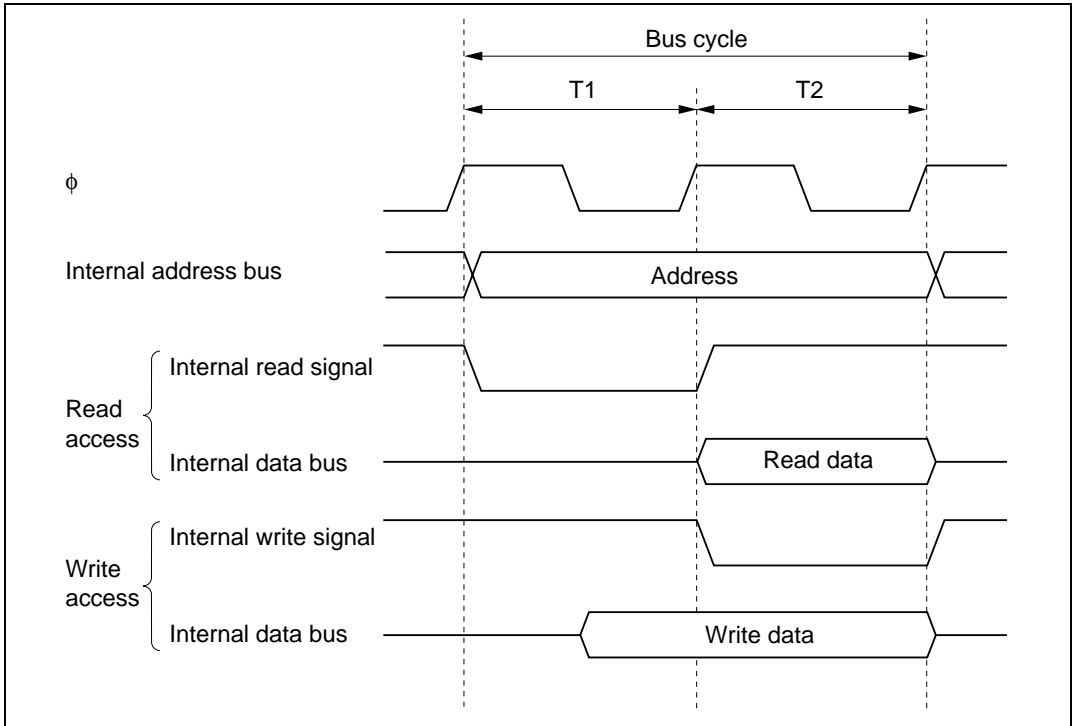 Bus cycle
T1
T2
ϕ
Internal address bus
Address
Internal read signal
Read
access
Internal data bus
Read data
Internal write signal
Write
access
Internal data bus
Write data